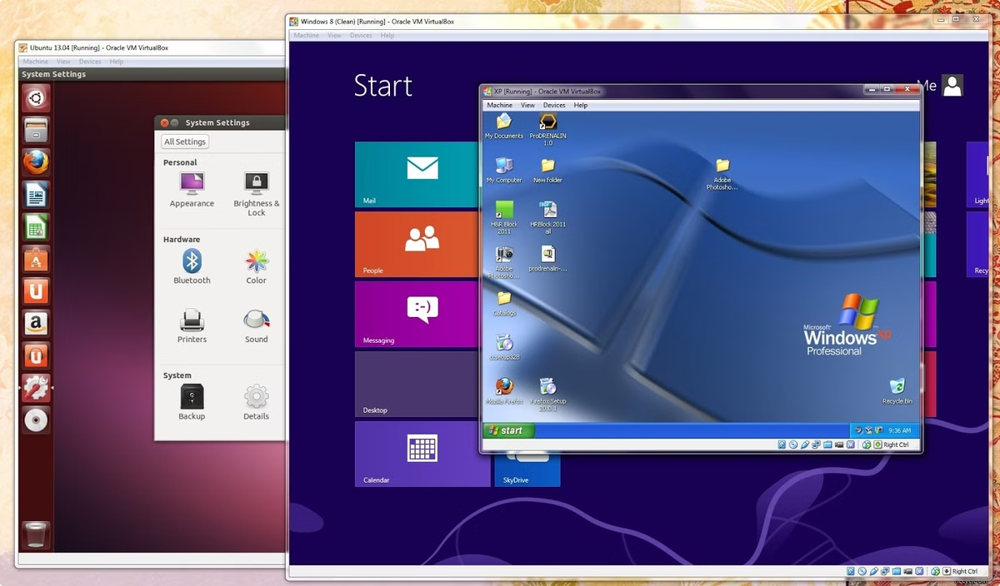 Ubuntu 13.04 [Running] - Oracle VM VirtualBox
Machine View Devices Help
System Settings
System Settings
All Settings
Personal
Appearance
Brightness &
Lock
Hardware
Bluetooth
Color
Printers
Sound
System
Backup
Details
Windows 8 (Clean) [Running] - Oracle VM VirtualBox
Machine View Devices Help
Start
Me
Mail
People
Messaging
Desktop
Calendar
SkyDrive
Light
Recy
Right Ctrl
XP [Running] - Oracle VM VirtualBox
Machine View Devices Help
My Documents
ProDRENALIN
1.0
My Computer
New folder
Adobe
Photosho...
H&R Block
2011
HRBlock 2011
all
Adobe
Photosho...
prodrenalin-...
Catalogs
ccsetup328
Mozilla Firefox
Firefox Setup
20.0.1
Microsoft
Windows xp
Professional
Recycle Bin
start
9:36 AM
Right Ctrl